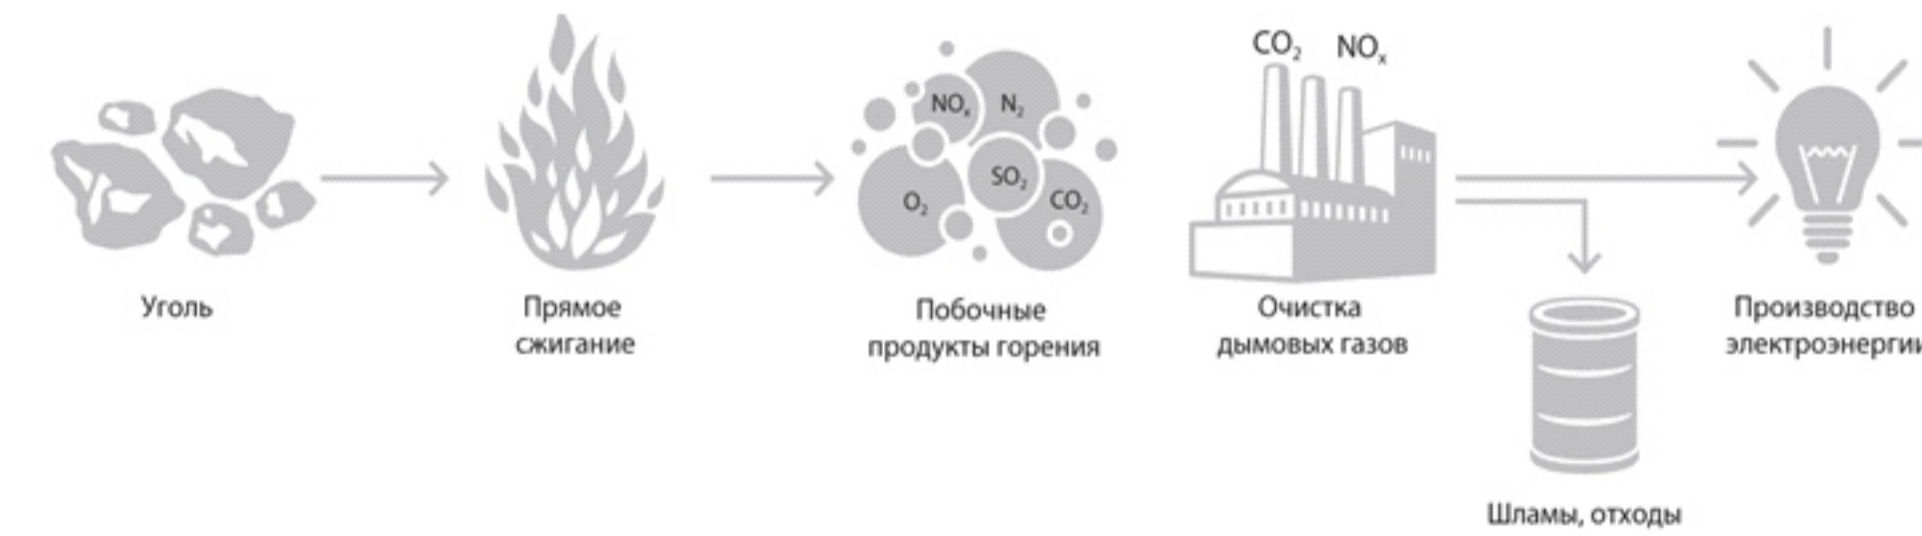 CO₂ NOₓ
NOₓ N₂
SO₂
O₂
CO₂
Уголь
Прямое
сжигание
Побочные
продукты горения
Очистка
дымовых газов
Производство
электроэнергии
Шламы, отходы